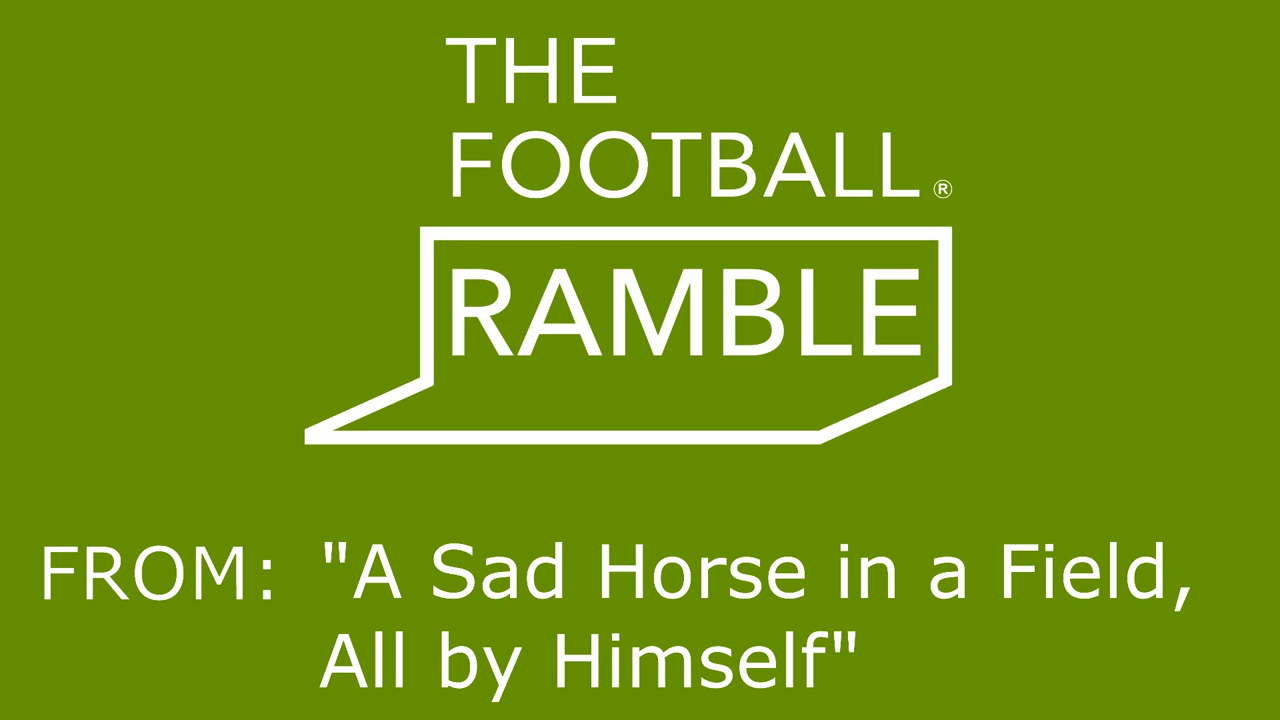 THE
FOOTBALL ®
RAMBLE
FROM: "A Sad Horse in a Field,
All by Himself"